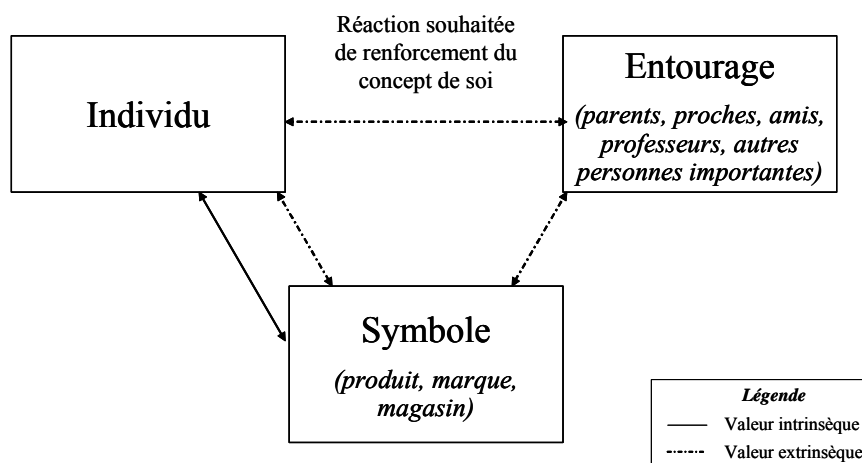 Réaction souhaitée
de renforcement du
concept de soi
Individu
Entourage
(parents, proches, amis,
professeurs, autres
personnes importantes)
Symbole
(produit, marque,
magasin)
Légende
Valeur intrinsèque
Valeur extrinsèque